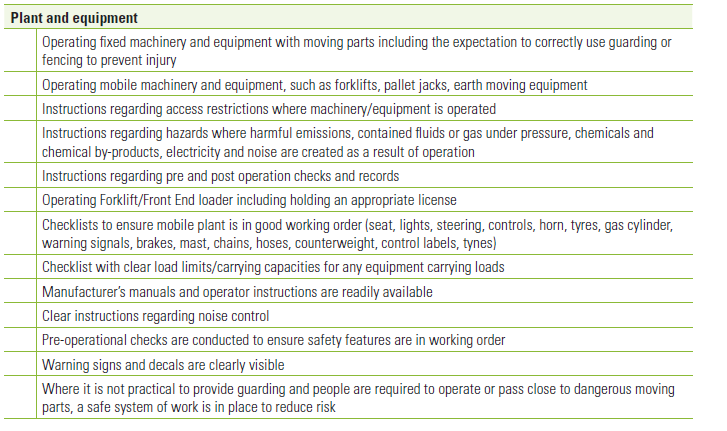 Plant and equipment
Operating fixed machinery and equipment with moving parts including the expectation to correctly use guarding or
fencing to prevent injury
Operating mobile machinery and equipment, such as forklifts, pallet jacks, earth moving equipment
Instructions regarding access restrictions where machinery/equipment is operated
Instructions regarding hazards where harmful emissions, contained fluids or gas under pressure, chemicals and
chemical by-products, electricity and noise are created as a result of operation
Instructions regarding pre and post operation checks and records
Operating Forklift/Front End loader including holding an appropriate license
Checklists to ensure mobile plant is in good working order (seat, lights, steering, controls, horn, tyres, gas cylinder,
warning signals, brakes, mast, chains, hoses, counterweight, control labels, tynes)
Checklist with clear load limits/carrying capacities for any equipment carrying loads
Manufacturer's manuals and operator instructions are readily available
Clear instructions regarding noise control
Pre-operational checks are conducted to ensure safety features are in working order
Warning signs and decals are clearly visible
Where it is not practical to provide guarding and people are required to operate or pass close to dangerous moving
parts, a safe system of work is in place to reduce risk